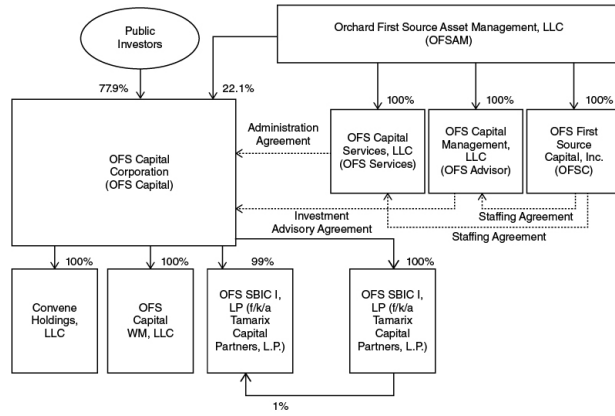 Public
Investors
Orchard First Source Asset Management, LLC
(OFSAM)
77.9%
22.1%
100%
100%
100%
OFS Capital
Corporation
(OFS Capital)
Administration
Agreement
OFS Capital
Services, LLC
(OFS Services)
OFS Capital
Management,
LLC
(OFS Advisor)
OFS First
Source
Capital, Inc.
(OFSC)
Investment
Advisory Agreement
Staffing Agreement
Staffing Agreement
100%
100%
99%
100%
Convene
Holdings,
LLC
OFS
Capital
WM, LLC
OFS SBIC I,
LP (f/k/a
Tamarix
Capital
Partners, L.P.)
OFS SBIC I,
LP (f/k/a
Tamarix
Capital
Partners, L.P.)
1%